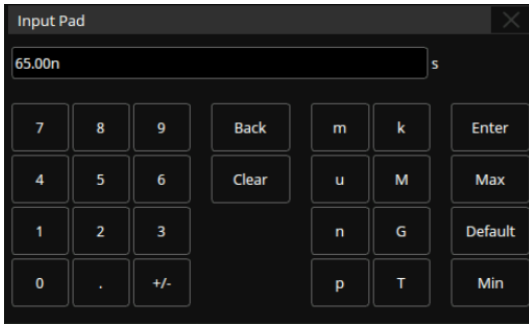 Input Pad
65.00n s
7 8 9 Back m k Enter
4 5 6 Clear u M Max
1 2 3 n G Default
0 . +/- p T Min